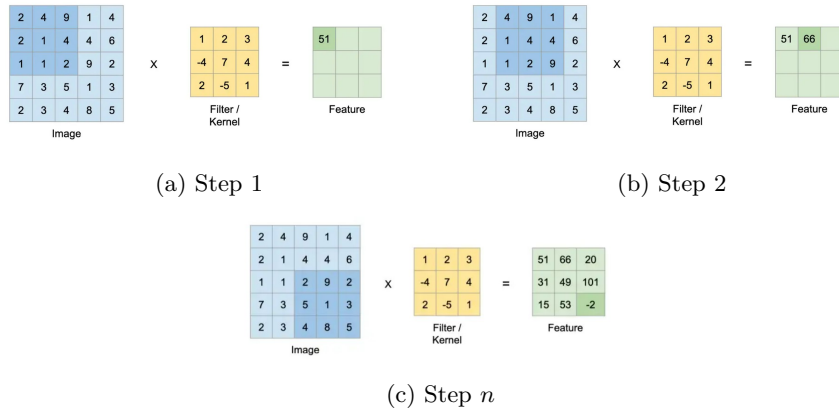 2 4 9 1 4
2 1 4 4 6
1 1 2 9 2
7 3 5 1 3
2 3 4 8 5
Image
x
1 2 3
-4 7 4
2 -5 1
Filter /
Kernel
=
51
Feature
(a) Step 1
2 4 9 1 4
2 1 4 4 6
1 1 2 9 2
7 3 5 1 3
2 3 4 8 5
Image
x
1 2 3
-4 7 4
2 -5 1
Filter /
Kernel
=
51 66
Feature
(b) Step 2
2 4 9 1 4
2 1 4 4 6
1 1 2 9 2
7 3 5 1 3
2 3 4 8 5
Image
x
1 2 3
-4 7 4
2 -5 1
Filter /
Kernel
=
51 66 20
31 49 101
15 53 -2
Feature
(c) Step n